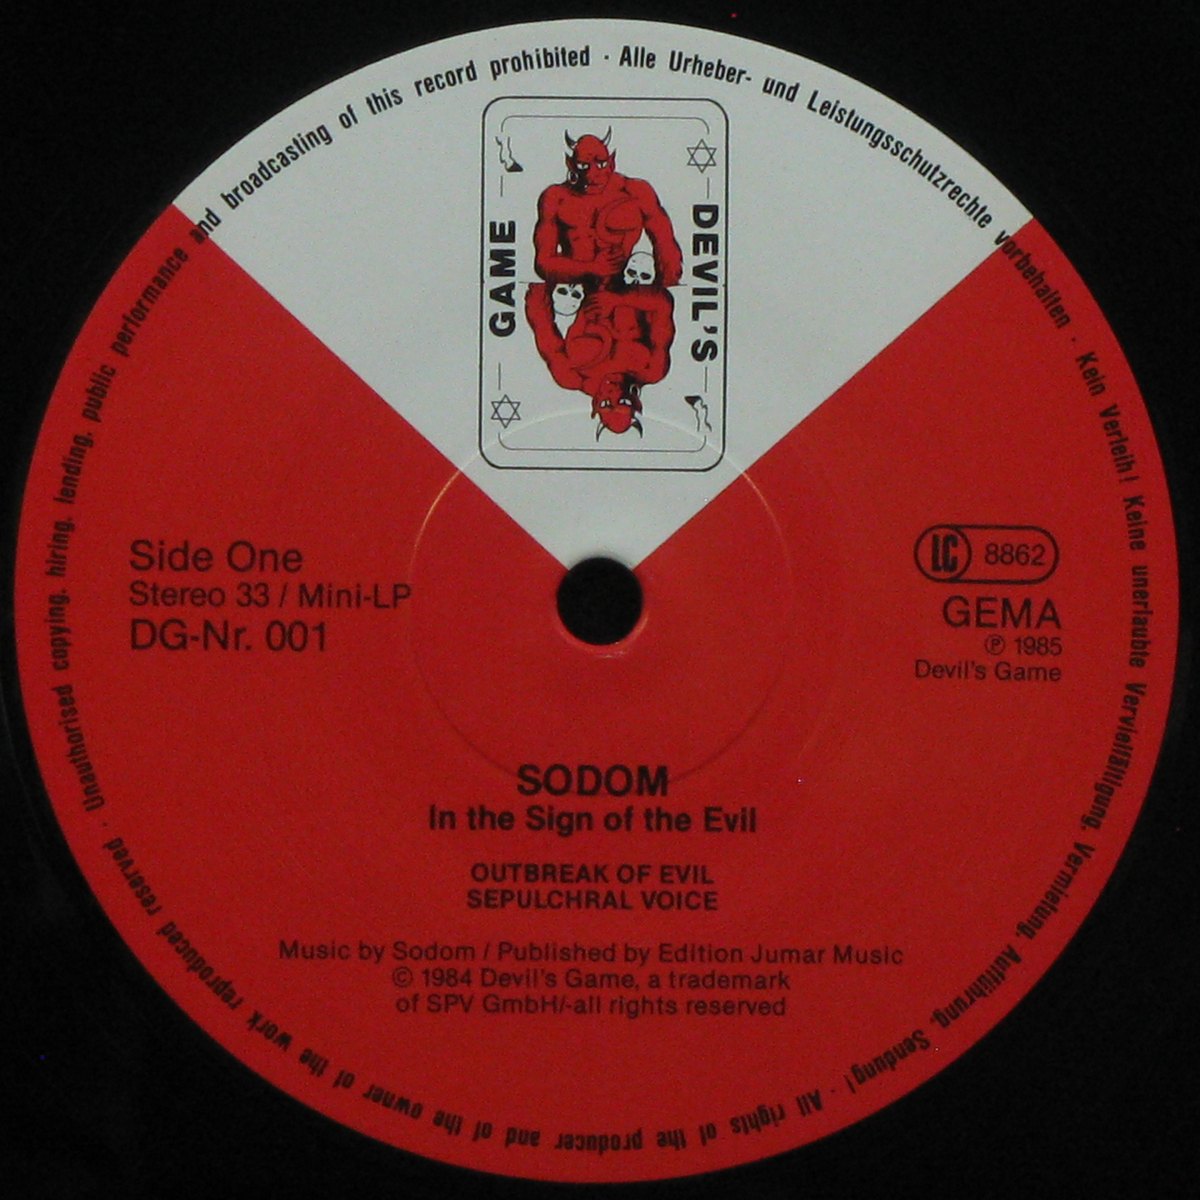 Alle Urheber- und Leistungsschutzrechte vorbehalten · Kein Verleih! Keine unerlaubte Vervielfältigung, Vermietung, Aufführung, Sendung! · All rights of the producer and of the owner of the work reproduced reserved · Unauthorised copying, hiring, lending, public performance and broadcasting of this record prohibited ·
DEVIL'S
GAME
Side One
Stereo 33 / Mini-LP
DG-Nr. 001
LC 8862
GEMA
℗ 1985
Devil's Game
SODOM
In the Sign of the Evil
OUTBREAK OF EVIL
SEPULCHRAL VOICE
Music by Sodom / Published by Edition Jumar Music
© 1984 Devil's Game, a trademark
of SPV GmbH/-all rights reserved